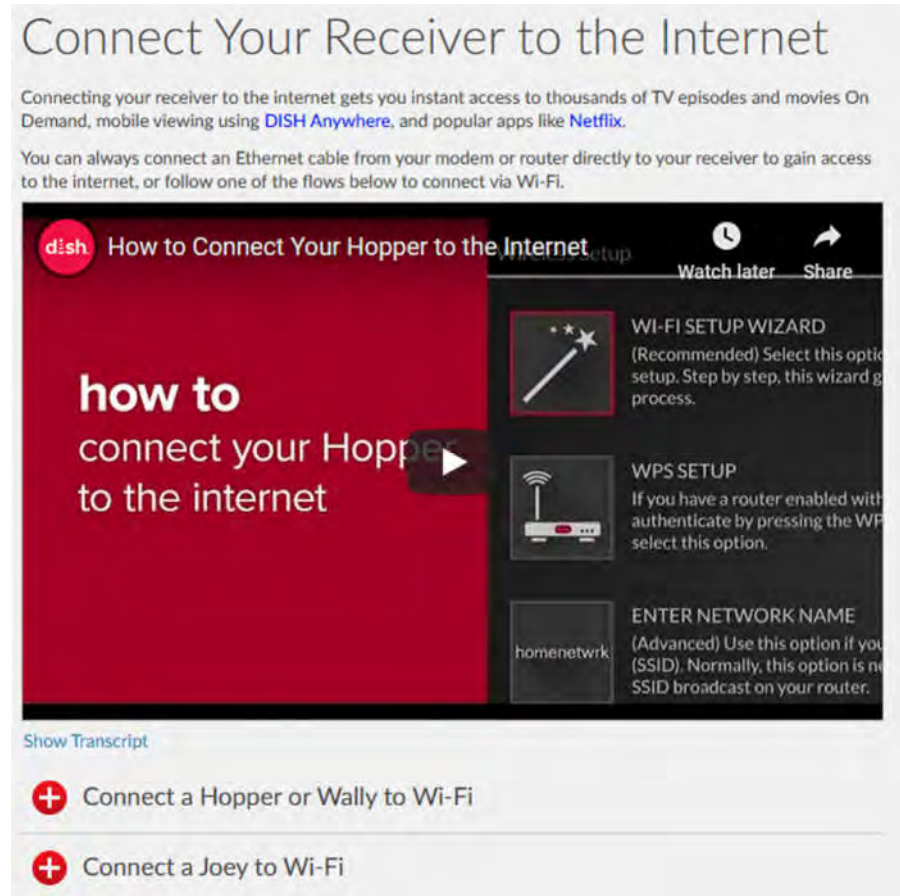 Connect Your Receiver to the Internet
Connecting your receiver to the internet gets you instant access to thousands of TV episodes and movies On
Demand, mobile viewing using DISH Anywhere, and popular apps like Netflix.
You can always connect an Ethernet cable from your modem or router directly to your receiver to gain access
to the internet, or follow one of the flows below to connect via Wi-Fi.
dish How to Connect Your Hopper to the Internet
Wireless Setup
Watch later Share
how to
connect your Hopper
to the internet
WI-FI SETUP WIZARD
(Recommended) Select this
setup. Step by step, this wizard
process.
WPS SETUP
If you have a router enabled with
authenticate by pressing the
select this option.
homenetwrk
ENTER NETWORK NAME
(Advanced) Use this option if you
(SSID). Normally, this option is
SSID broadcast on your router.
Show Transcript
Connect a Hopper or Wally to Wi-Fi
Connect a Joey to Wi-Fi